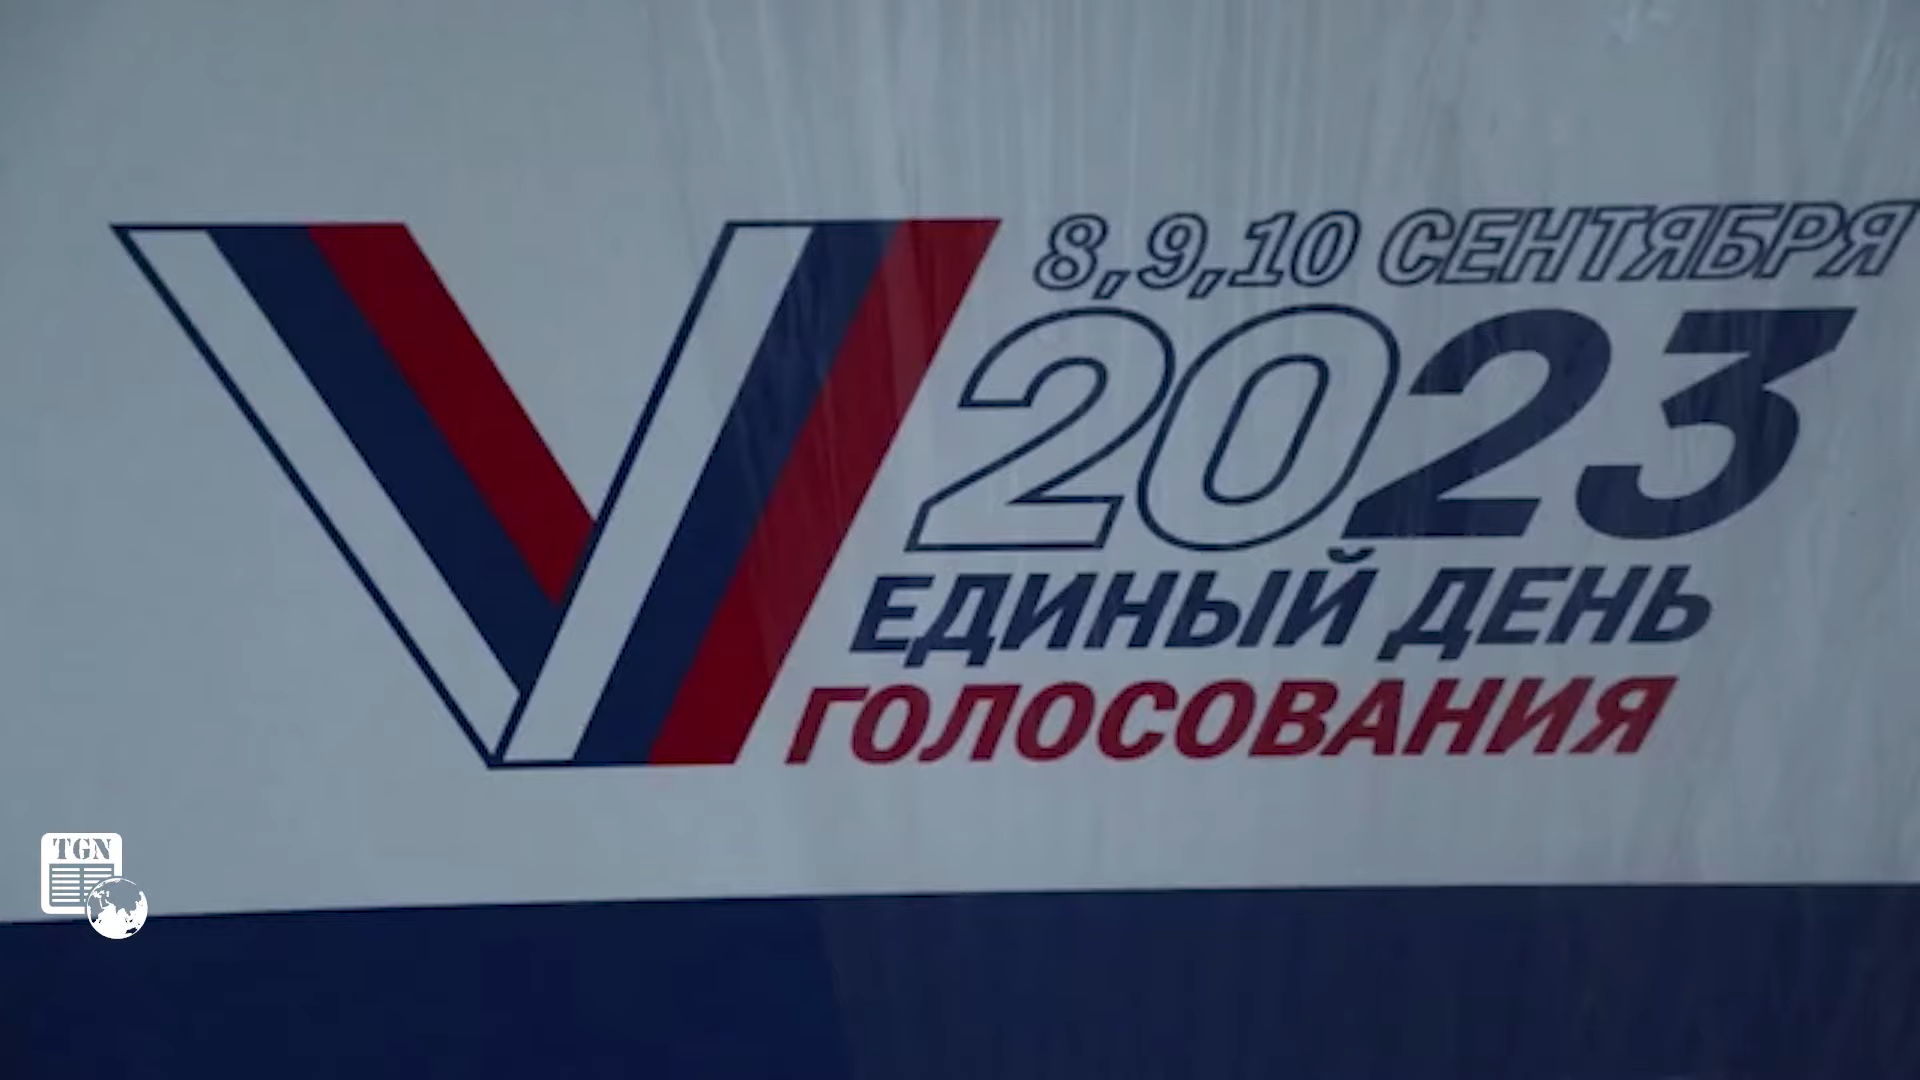 8,9,10 СЕНТЯБРЯ
2023
ЕДИНЫЙ ДЕНЬ
ГОЛОСОВАНИЯ
TGN